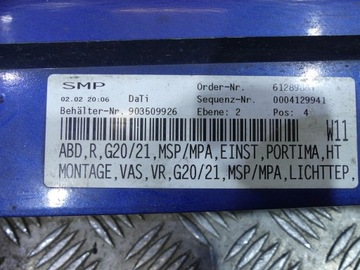 SMP Order-Nr. 61289
02.02 20:06 DaTi Sequenz-Nr. 0004129941
Behälter-Nr. 903509926 Ebene: 2 Pos: 4
W11
ABD,R,G20/21,MSP/MPA,EINST,PORTIMA,HT
MONTAGE,VAS,VR,G20/21,MSP/MPA,LICHTTEP,